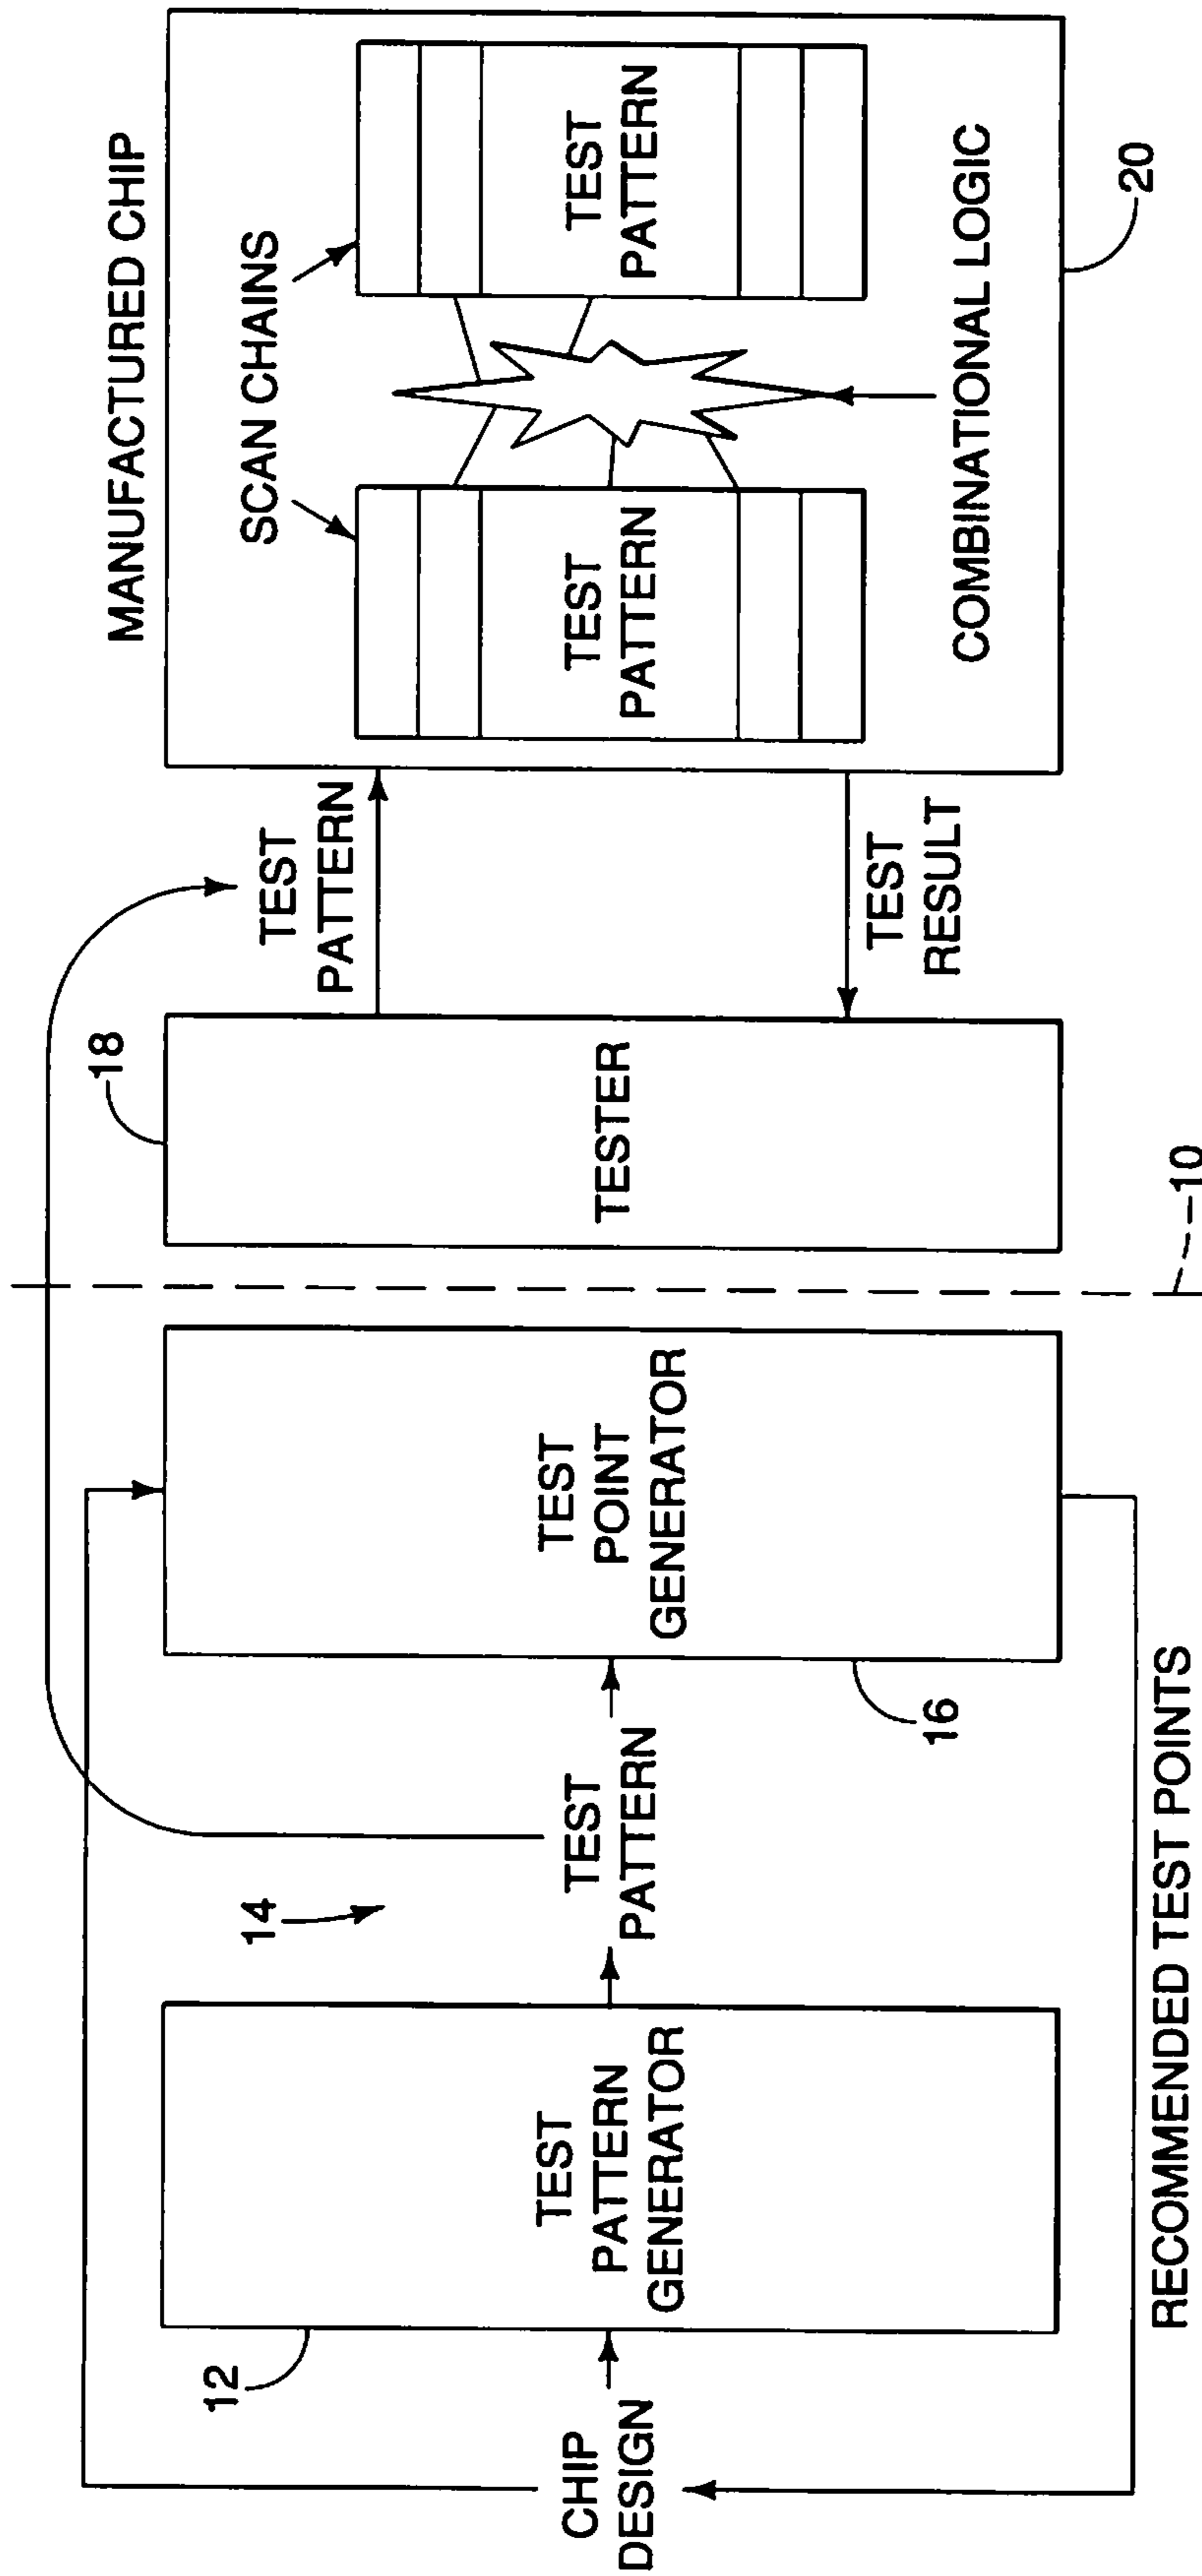 CHIP
DESIGN
12
TEST
PATTERN
GENERATOR
14
TEST
PATTERN
TEST
POINT
GENERATOR
16
RECOMMENDED TEST POINTS
10
18
TESTER
TEST
PATTERN
TEST
RESULT
MANUFACTURED CHIP
SCAN CHAINS
TEST
PATTERN
TEST
PATTERN
COMBINATIONAL LOGIC
20